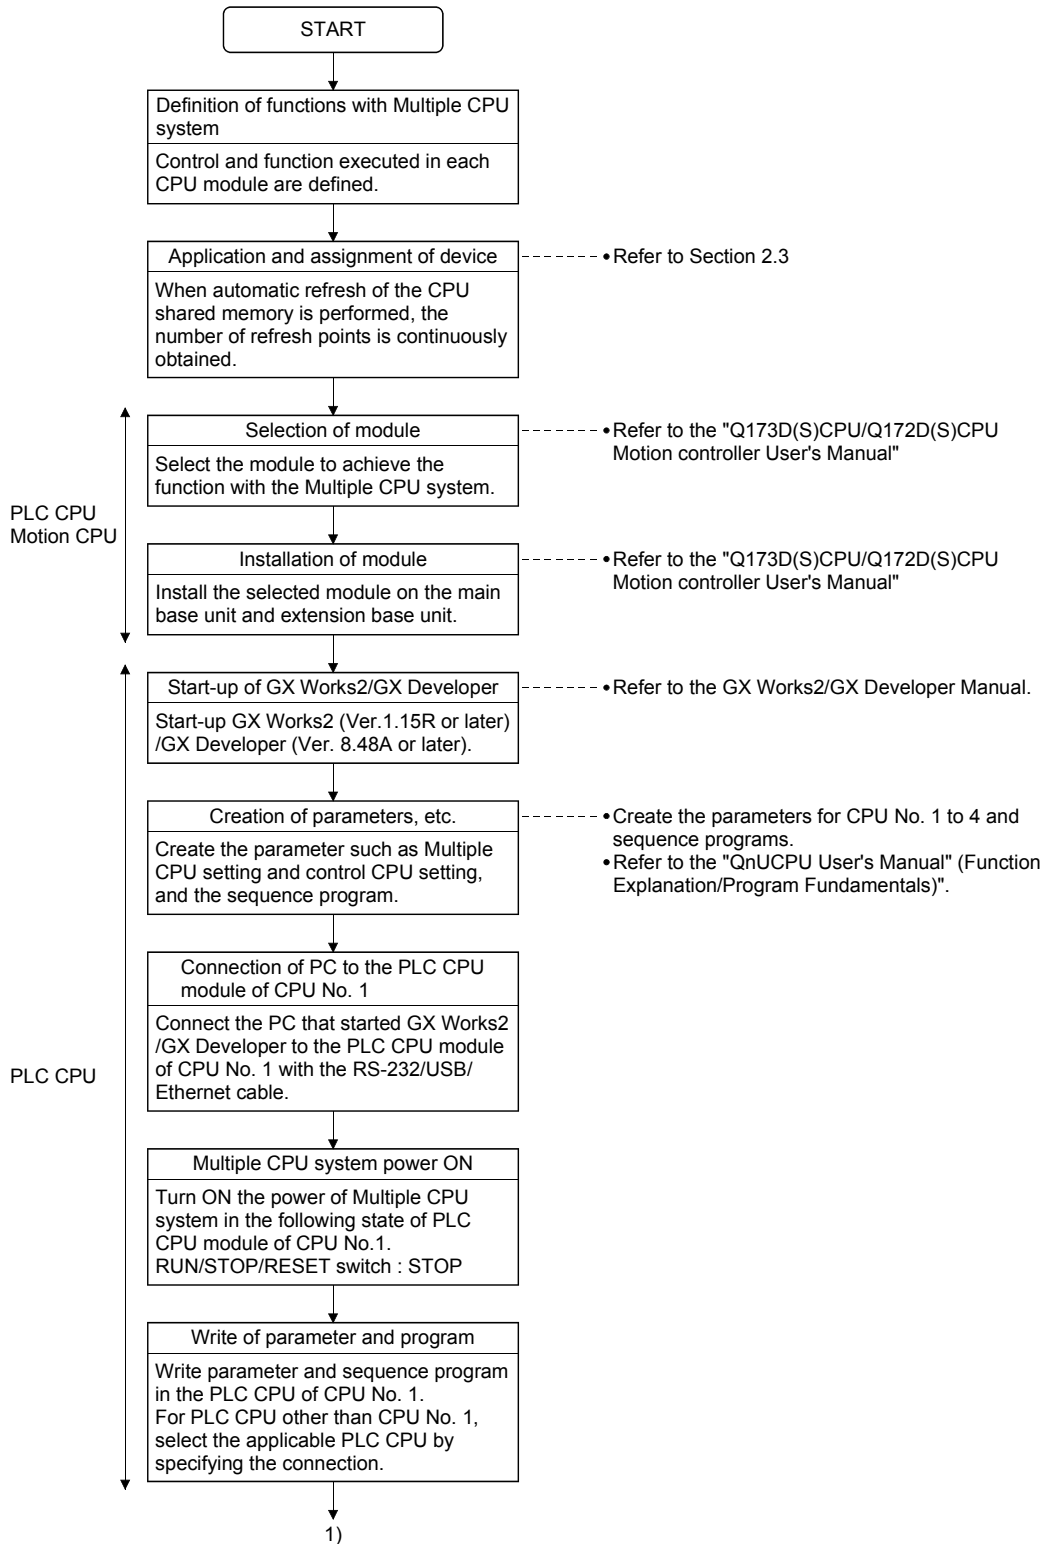 START
Definition of functions with Multiple CPU
system
Control and function executed in each
CPU module are defined.
Application and assignment of device
•Refer to Section 2.3
When automatic refresh of the CPU
shared memory is performed, the
number of refresh points is continuously
obtained.
Selection of module
•Refer to the "Q173D(S)CPU/Q172D(S)CPU
Motion controller User's Manual"
Select the module to achieve the
function with the Multiple CPU system.
PLC CPU
Motion CPU
Installation of module
•Refer to the "Q173D(S)CPU/Q172D(S)CPU
Motion controller User's Manual"
Install the selected module on the main
base unit and extension base unit.
Start-up of GX Works2/GX Developer
•Refer to the GX Works2/GX Developer Manual.
Start-up GX Works2 (Ver.1.15R or later)
/GX Developer (Ver. 8.48A or later).
Creation of parameters, etc.
•Create the parameters for CPU No. 1 to 4 and
sequence programs.
•Refer to the "QnUCPU User's Manual" (Function
Explanation/Program Fundamentals)".
Create the parameter such as Multiple
CPU setting and control CPU setting,
and the sequence program.
Connection of PC to the PLC CPU
module of CPU No. 1
Connect the PC that started GX Works2
/GX Developer to the PLC CPU module
of CPU No. 1 with the RS-232/USB/
Ethernet cable.
PLC CPU
Multiple CPU system power ON
Turn ON the power of Multiple CPU
system in the following state of PLC
CPU module of CPU No.1.
RUN/STOP/RESET switch : STOP
Write of parameter and program
Write parameter and sequence program
in the PLC CPU of CPU No. 1.
For PLC CPU other than CPU No. 1,
select the applicable PLC CPU by
specifying the connection.
1)